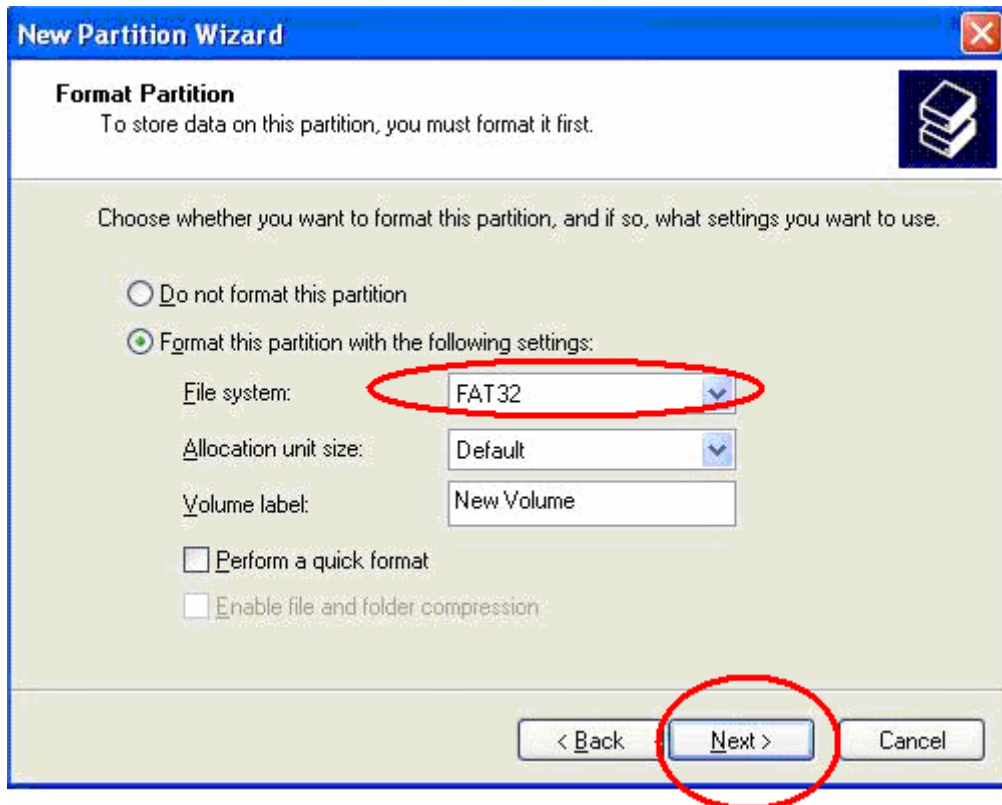 New Partition Wizard
Format Partition
To store data on this partition, you must format it first.
Choose whether you want to format this partition, and if so, what settings you want to use.
Do not format this partition
Format this partition with the following settings:
File system: FAT32
Allocation unit size: Default
Volume label: New Volume
Perform a quick format
Enable file and folder compression
< Back Next > Cancel